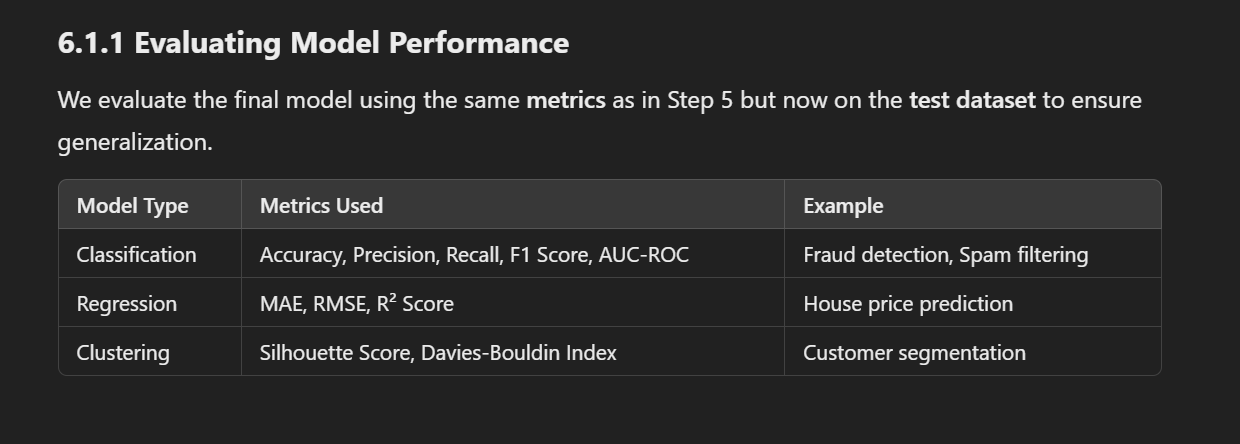 6.1.1 Evaluating Model Performance
We evaluate the final model using the same metrics as in Step 5 but now on the test dataset to ensure
generalization.
Model Type Metrics Used Example
Classification Accuracy, Precision, Recall, F1 Score, AUC-ROC Fraud detection, Spam filtering
Regression MAE, RMSE, R² Score House price prediction
Clustering Silhouette Score, Davies-Bouldin Index Customer segmentation